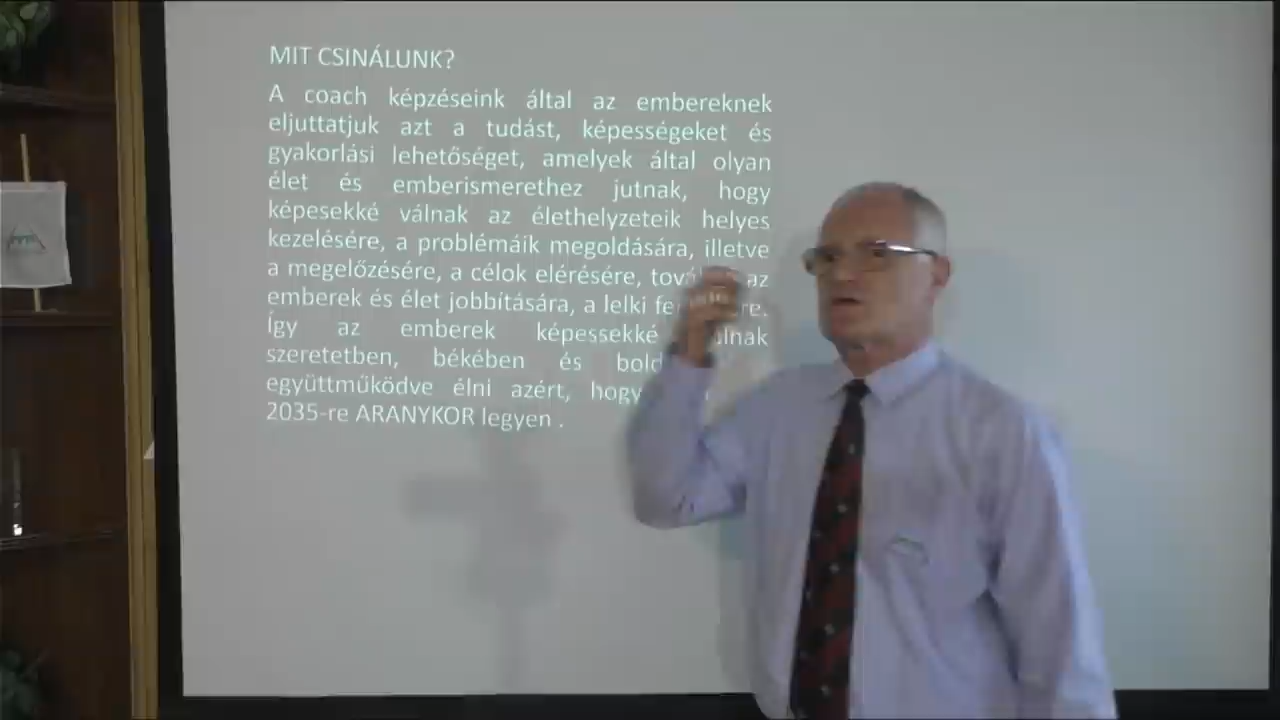 MIT CSINÁLUNK?
A coach képzéseink által az embereknek
eljuttatjuk azt a tudást, képességeket és
gyakorlási lehetőséget, amelyek által olyan
élet és emberismerethez jutnak, hogy
képesekké válnak az élethelyzeteik helyes
kezelésére, a problémáik megoldására, illetve
a megelőzésére, a célok elérésére, az
emberek és élet jobbítására, a lelki
Így az emberek képessekké
szeretetben, békében és
együttműködve élni azért, hogy
2035-re ARANYKOR legyen .